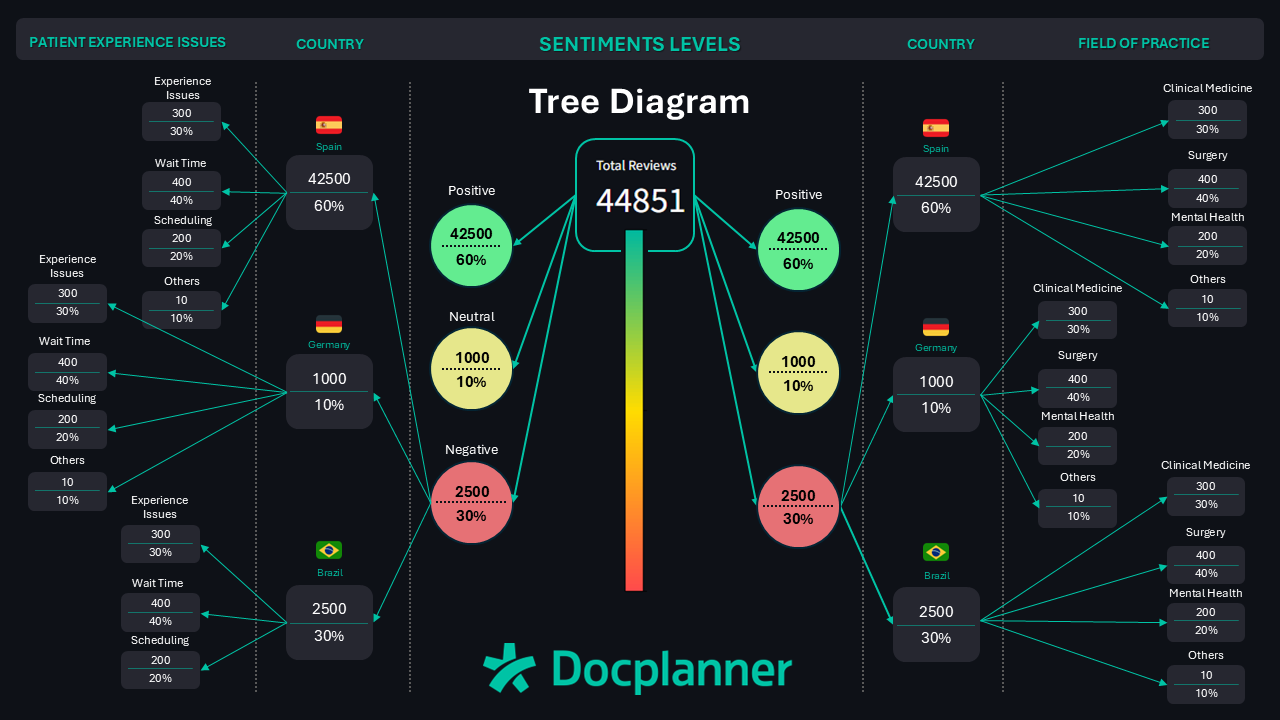 PATIENT EXPERIENCE ISSUES
COUNTRY
SENTIMENTS LEVELS
COUNTRY
FIELD OF PRACTICE
Tree Diagram
Total Reviews
44851
Experience
Issues
300
30%
Wait Time
400
40%
Scheduling
200
20%
Others
10
10%
Experience
Issues
300
30%
Wait Time
400
40%
Scheduling
200
20%
Others
10
10%
Experience
Issues
300
30%
Wait Time
400
40%
Scheduling
200
20%
Spain
42500
60%
Germany
1000
10%
Brazil
2500
30%
Positive
42500
60%
Neutral
1000
10%
Negative
2500
30%
Positive
42500
60%
1000
10%
2500
30%
Spain
42500
60%
Germany
1000
10%
Brazil
2500
30%
Clinical Medicine
300
30%
Surgery
400
40%
Mental Health
200
20%
Others
10
10%
Clinical Medicine
300
30%
Surgery
400
40%
Mental Health
200
20%
Others
10
10%
Clinical Medicine
300
30%
Surgery
400
40%
Mental Health
200
20%
Others
10
10%
Docplanner